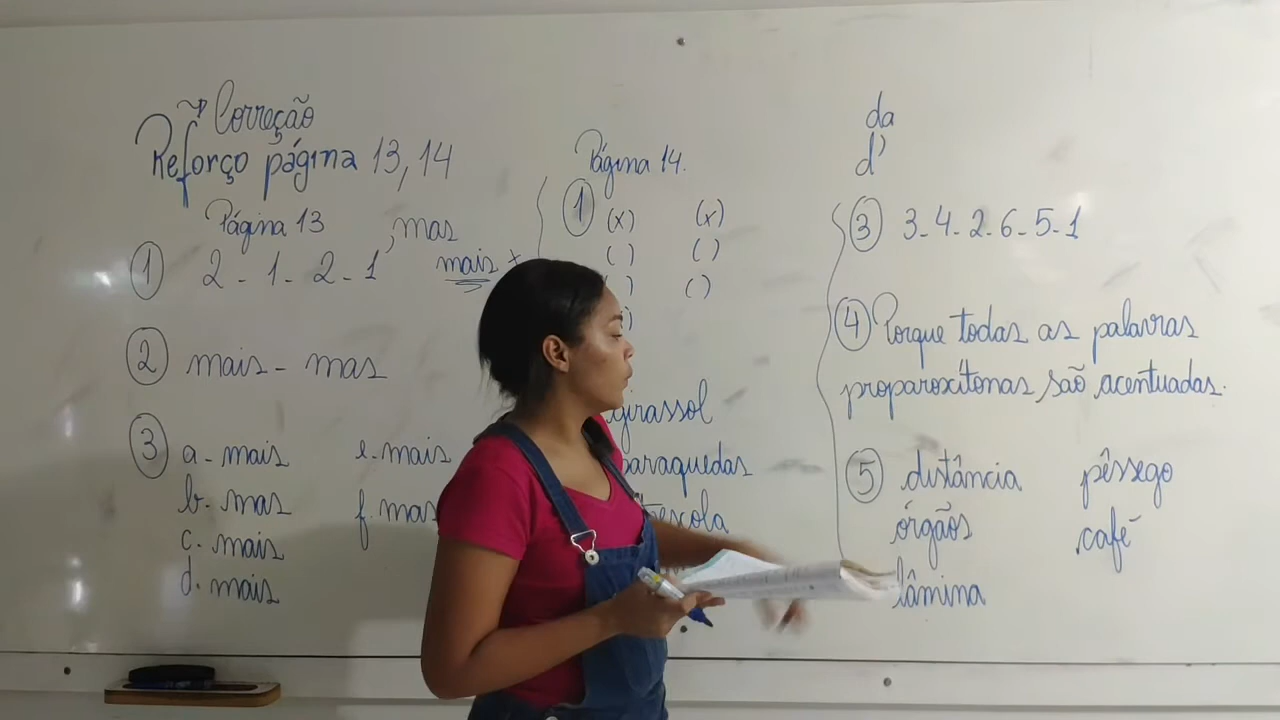 → Correção
Reforço página 13, 14
Página 13
, mas
① 2 - 1 - 2 - 1
mais +
② mais - mas
③ a - mais
e. mais
b. mas
f. mas
c. mais
d. mais
Página 14.
① (x) (x)
( ) ( )
) ( )
)
girassol
paraquedas
escola
da
d'
③ 3 - 4 - 2 - 6 - 5 - 1
④ Porque todas as palavras
proparoxítonas são acentuadas.
⑤ distância pêssego
órgãos café
lâmina